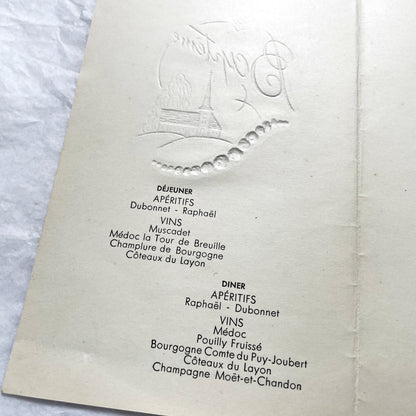 Baptême
DÉJEUNER
APÉRITIFS
Dubonnet - Raphaël
VINS
Muscadet
Médoc la Tour de Breuille
Champlure de Bourgogne
Côteaux du Layon
DINER
APÉRITIFS
Raphaël - Dubonnet
VINS
Médoc
Pouilly Fruissé
Bourgogne Comte du Puy-Joubert
Côteaux du Layon
Champagne Moët-et-Chandon